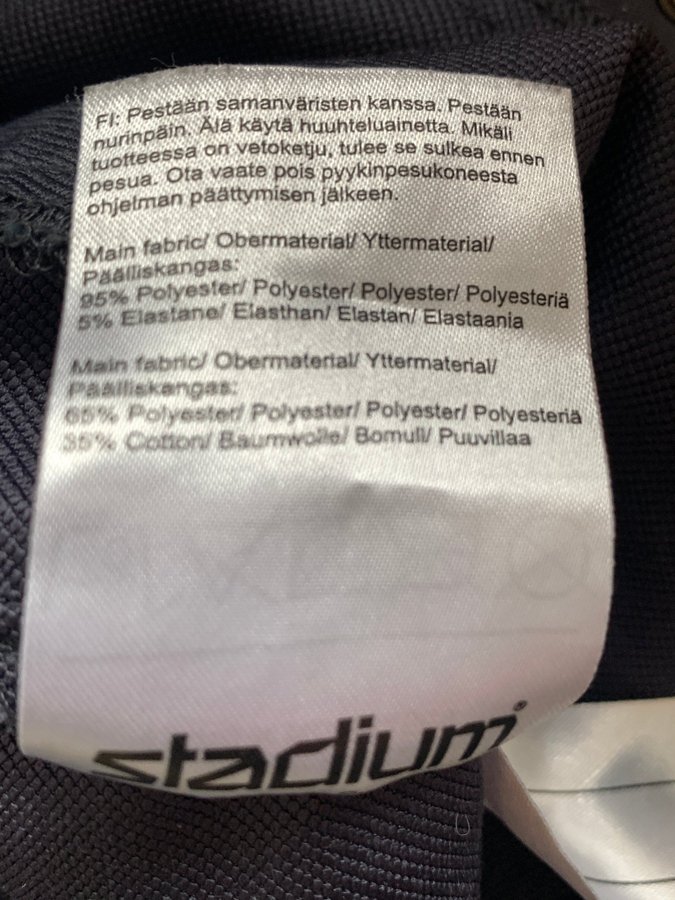 FI: Pestään samanväristen kanssa. Pestään
nurinpäin. Älä käytä huuhteluainetta. Mikäli
tuotteessa on vetoketju, tulee se sulkea ennen
pesua. Ota vaate pois pyykinpesukoneesta
ohjelman päättymisen jälkeen.
Main fabric/ Obermaterial/ Yttermaterial/
Päälliskangas:
95% Polyester/ Polyester/ Polyester/ Polyesteriä
5% Elastane/ Elasthan/ Elastan/ Elastaania
Main fabric/ Obermaterial/ Yttermaterial/
Päälliskangas:
65% Polyester/ Polyester/ Polyester/ Polyesteriä
35% Cotton/ Baumwolle/ Bomull/ Puuvillaa
stadium®